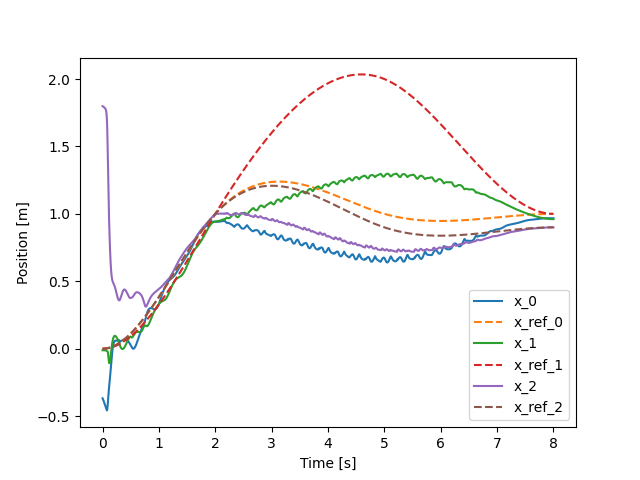 2.0
1.5
1.0
0.5
0.0
−0.5
Position [m]
0 1 2 3 4 5 6 7 8
Time [s]
x_0
x_ref_0
x_1
x_ref_1
x_2
x_ref_2